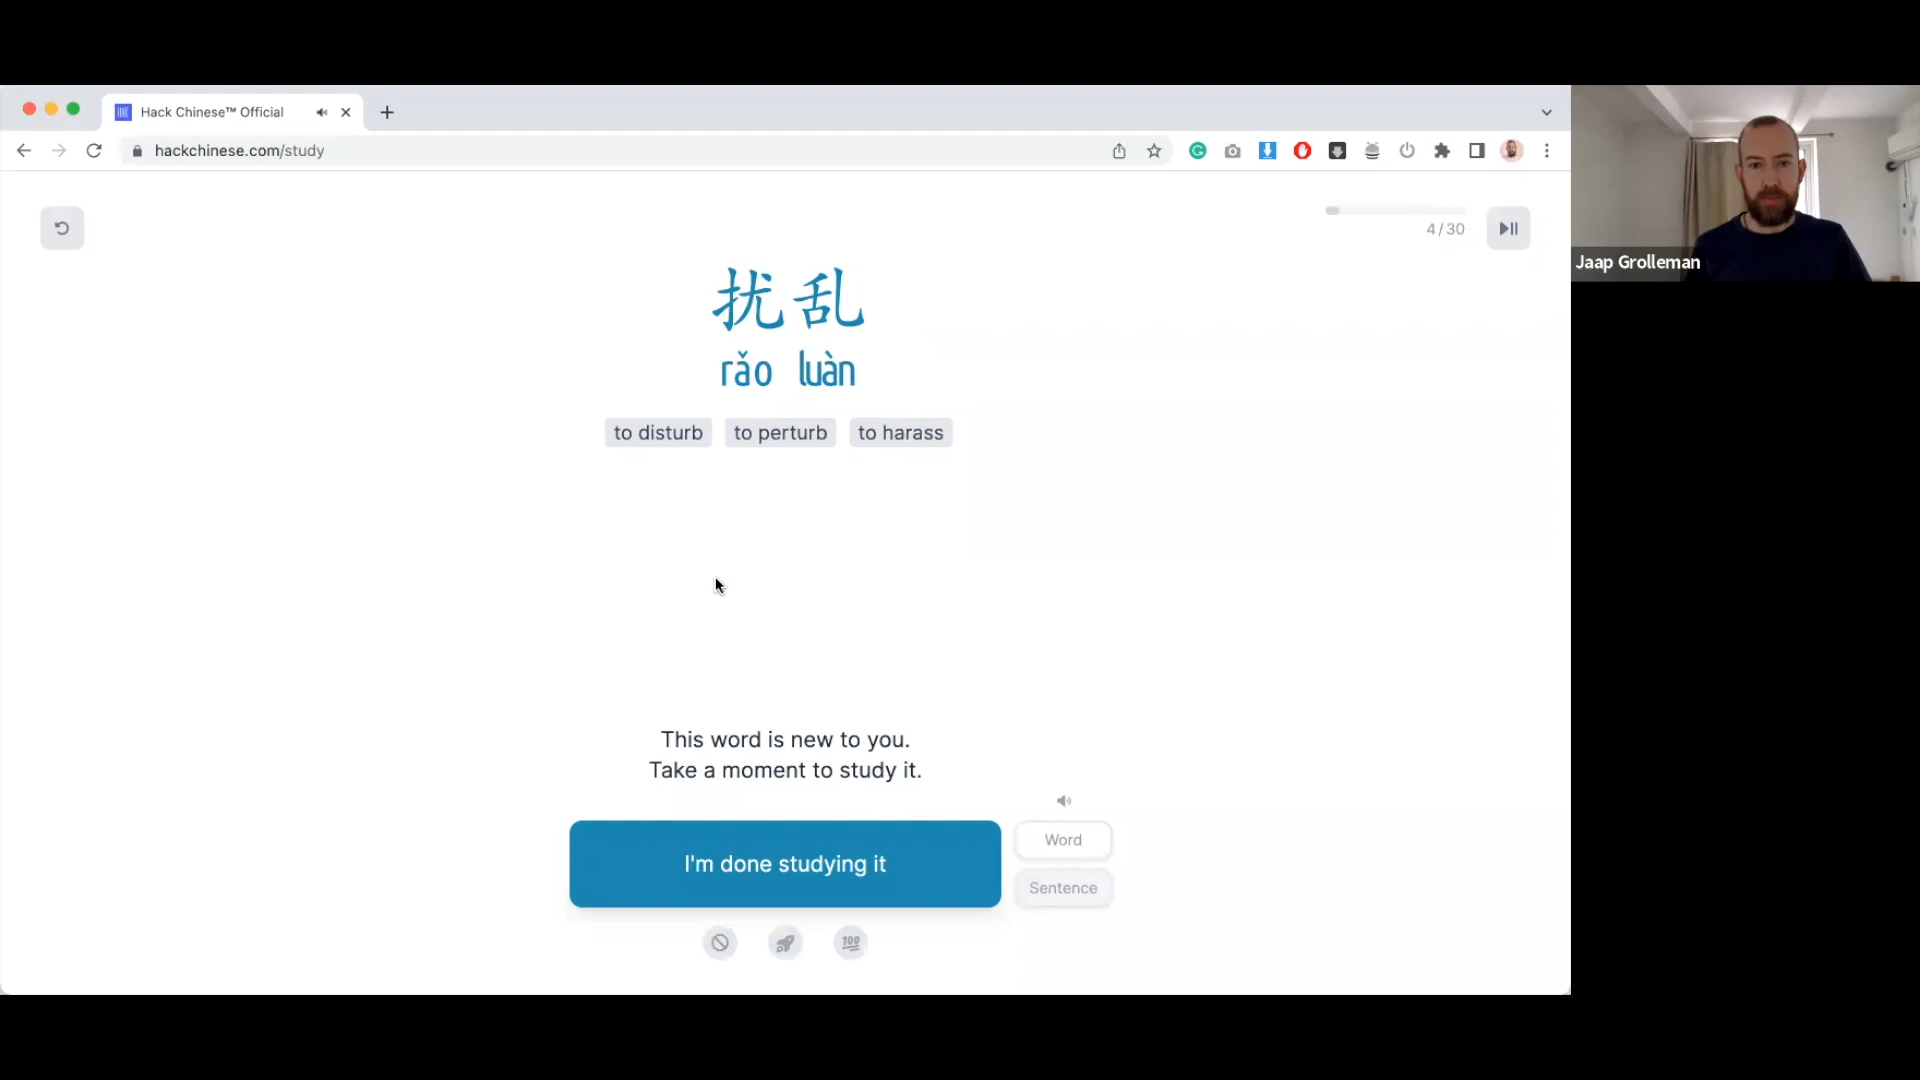 Hack Chinese™ Official
hackchinese.com/study
4/30
扰乱
rǎo luàn
to disturb to perturb to harass
This word is new to you.
Take a moment to study it.
Word
I'm done studying it
Sentence
100
Jaap Grolleman